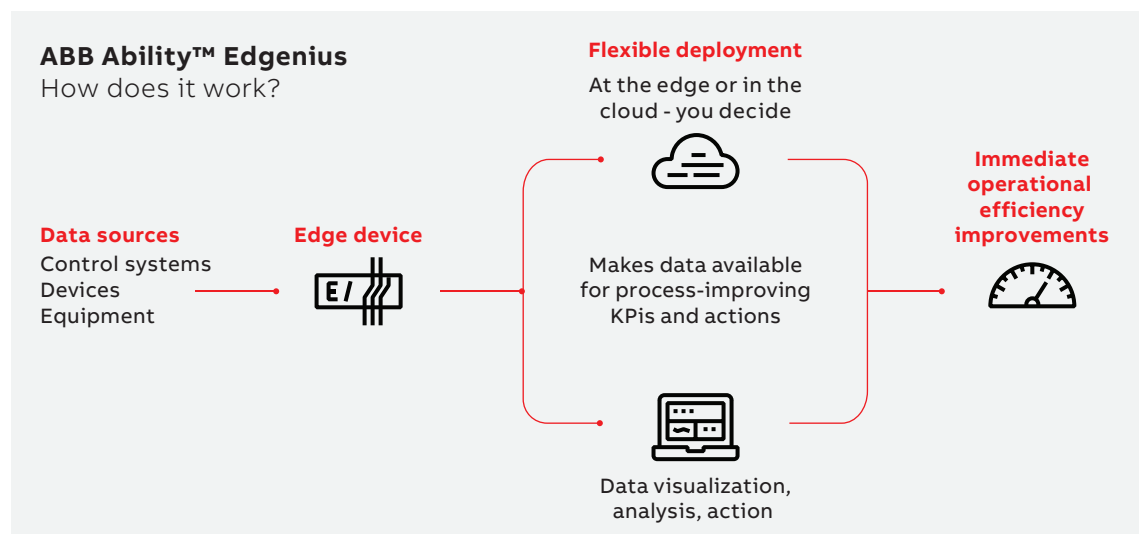 ABB Ability™ Edgenius
How does it work?
Flexible deployment
At the edge or in the
cloud - you decide
Data sources
Control systems
Devices
Equipment
Edge device
E/
Makes data available
for process-improving
KPis and actions
Data visualization,
analysis, action
Immediate
operational
efficiency
improvements